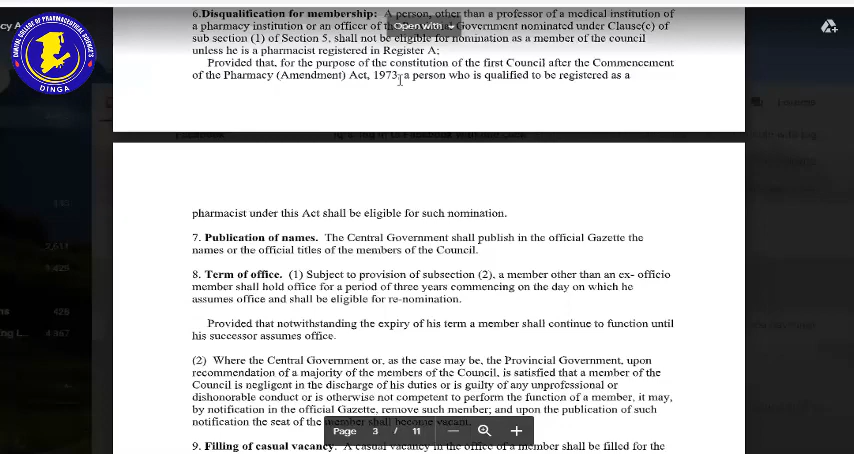 6.Disqualification for membership: A person, other than a professor of a medical institution of
a pharmacy institution or an officer of Government nominated under Clause(c) of
sub section (1) of Section 5, shall not be eligible for nomination as a member of the council
unless he is a pharmacist registered in Register A;
Provided that, for the purpose of the constitution of the first Council after the Commencement
of the Pharmacy (Amendment) Act, 1973, a person who is qualified to be registered as a
Open with
DINGA
pharmacist under this Act shall be eligible for such nomination.
7. Publication of names. The Central Government shall publish in the official Gazette the
names or the official titles of the members of the Council.
8. Term of office. (1) Subject to provision of subsection (2), a member other than an ex- officio
member shall hold office for a period of three years commencing on the day on which he
assumes office and shall be eligible for re-nomination.
Provided that notwithstanding the expiry of his term a member shall continue to function until
his successor assumes office.
(2) Where the Central Government or, as the case may be, the Provincial Government, upon
recommendation of a majority of the members of the Council, is satisfied that a member of the
Council is negligent in the discharge of his duties or is guilty of any unprofessional or
dishonorable conduct or is otherwise not competent to perform the function of a member, it may,
by notification in the official Gazette, remove such member; and upon the publication of such
notification the seat of the member shall become vacant.
9. Filling of casual vacancy. A casual vacancy in the office of a member shall be filled for the
Page 3 / 11